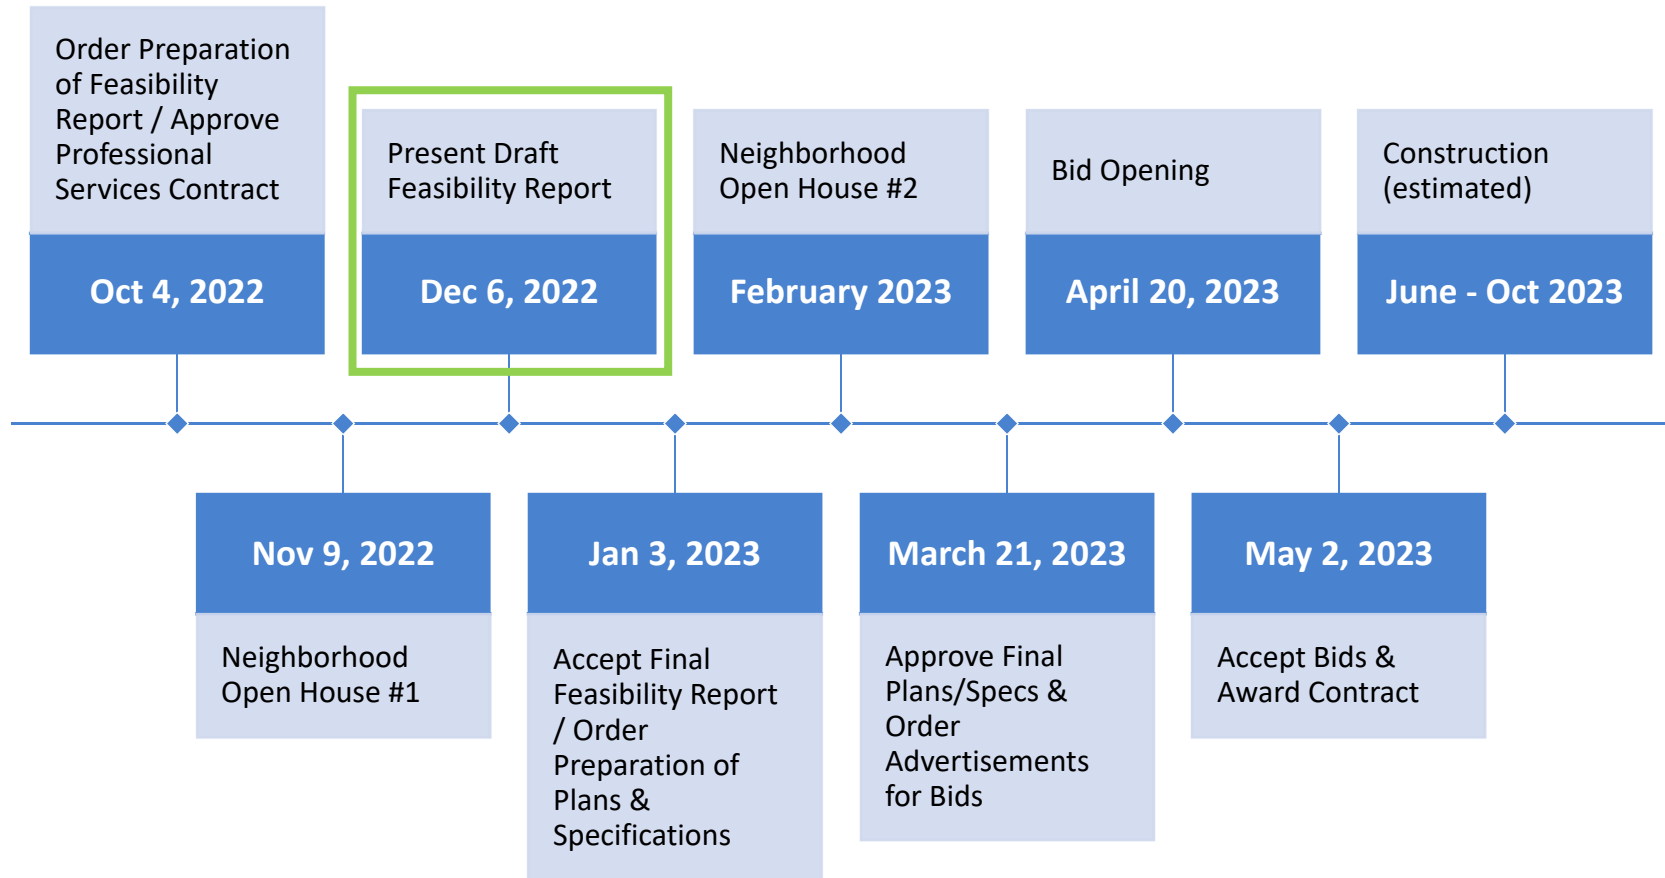 Order Preparation
of Feasibility
Report / Approve
Professional
Services Contract
Oct 4, 2022
Present Draft
Feasibility Report
Dec 6, 2022
Neighborhood
Open House #2
February 2023
Bid Opening
April 20, 2023
Construction
(estimated)
June - Oct 2023
Nov 9, 2022
Neighborhood
Open House #1
Jan 3, 2023
Accept Final
Feasibility Report
/ Order
Preparation of
Plans &
Specifications
March 21, 2023
Approve Final
Plans/Specs &
Order
Advertisements
for Bids
May 2, 2023
Accept Bids &
Award Contract